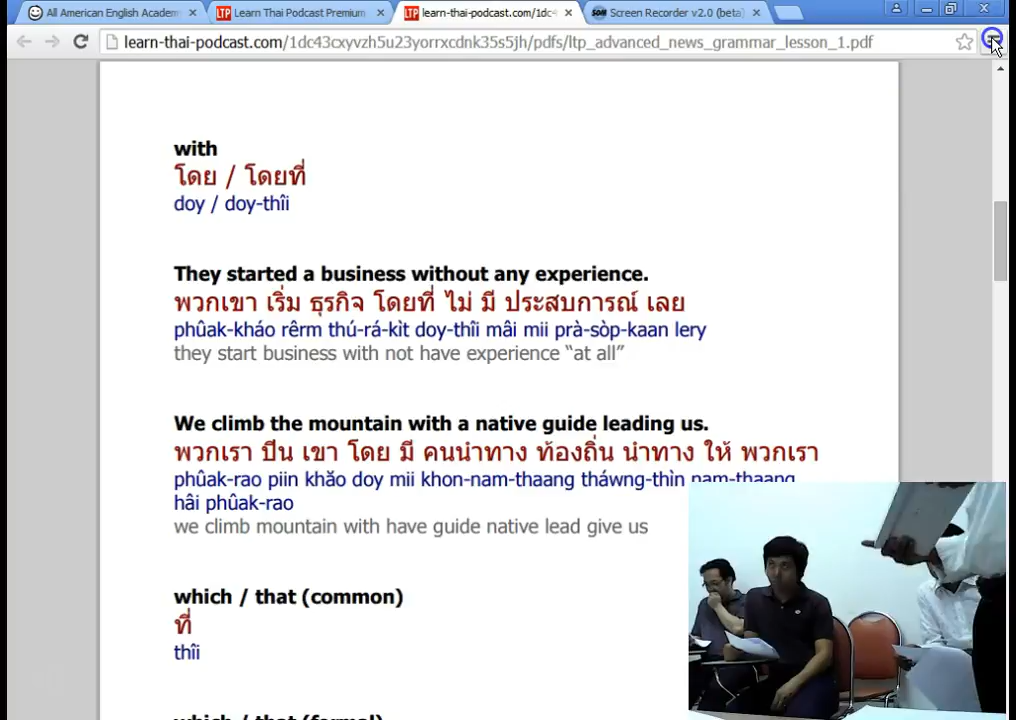 All American English Academ
Learn Thai Podcast Premium
learn-thai-podcast.com/1dc4
Screen Recorder v2.0 (beta)
learn-thai-podcast.com/1dc43cxyvzh5u23yorrxcdnk35s5jh/pdfs/ltp_advanced_news_grammar_lesson_1.pdf
with
โดย / โดยที่
doy / doy-thîi
They started a business without any experience.
พวกเขา เริ่ม ธุรกิจ โดยที่ ไม่ มี ประสบการณ์ เลย
phûak-kháo rêrm thú-rá-kìt doy-thîi mâi mii prà-sòp-kaan lery
they start business with not have experience “at all”
We climb the mountain with a native guide leading us.
พวกเรา ปีน เขา โดย มี คนนำทาง ท้องถิ่น นำทาง ให้ พวกเรา
phûak-rao piin khǎo doy mii khon-nam-thaang tháwng-thìn nam-thaang
hâi phûak-rao
we climb mountain with have guide native lead give us
which / that (common)
ที่
thîi
which / that (formal)